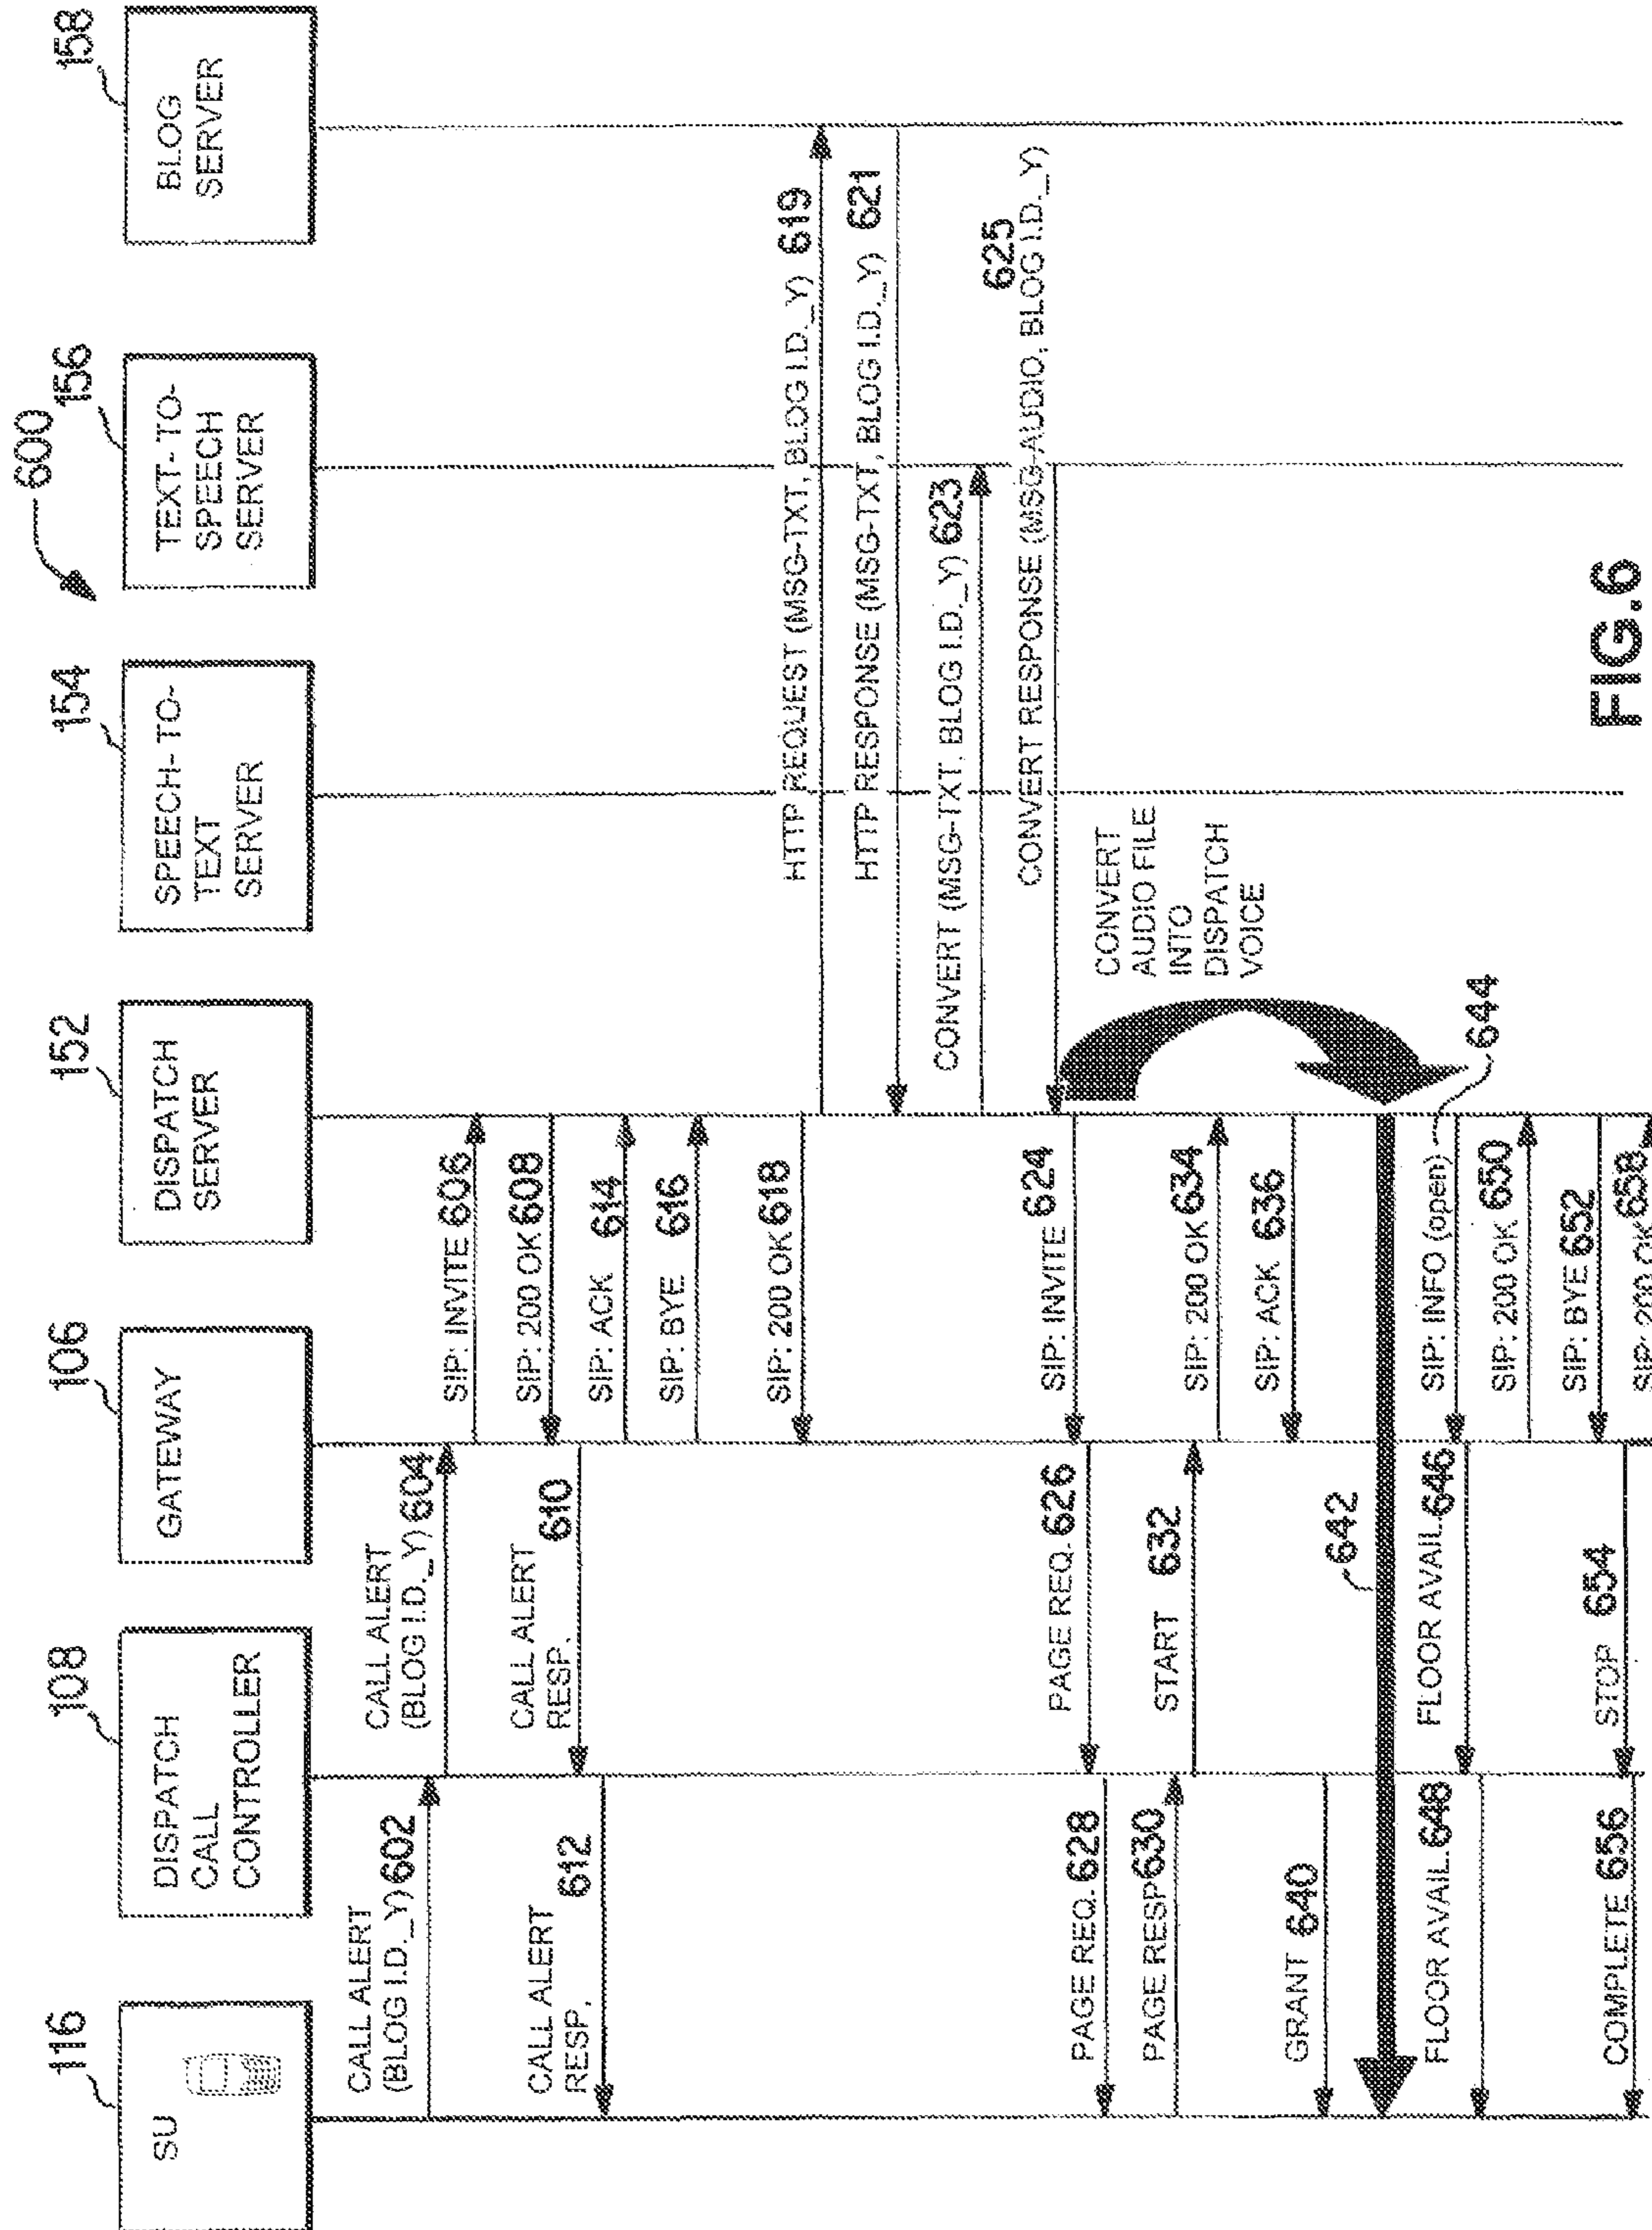 600
116
SU
108
DISPATCH
CALL
CONTROLLER
106
GATEWAY
152
DISPATCH
SERVER
154
SPEECH-TO-
TEXT
SERVER
156
TEXT-TO-
SPEECH
SERVER
158
BLOG
SERVER
CALL ALERT
(BLOG I.D._Y) 602
CALL ALERT
(BLOG I.D._Y) 604
SIP: INVITE 606
SIP: 200 OK 608
CALL ALERT
RESP. 610
CALL ALERT
RESP. 612
SIP: ACK 614
SIP: BYE 616
SIP: 200 OK 618
HTTP REQUEST (MSG-TXT, BLOG I.D._Y) 619
HTTP RESPONSE (MSG-TXT, BLOG I.D._Y) 621
CONVERT (MSG-TXT, BLOG I.D._Y) 623
625
CONVERT RESPONSE (MSG-AUDIO, BLOG I.D._Y)
CONVERT
AUDIO FILE
INTO
DISPATCH
VOICE
SIP: INVITE 624
PAGE REQ. 626
PAGE REQ. 628
PAGE RESP 630
START 632
SIP: 200 OK 634
SIP: ACK 636
GRANT 640
642
SIP: INFO (open) 644
FLOOR AVAIL. 646
FLOOR AVAIL. 648
SIP: 200 OK 650
SIP: BYE 652
STOP 654
COMPLETE 656
SIP: 200 OK 658
FIG.6